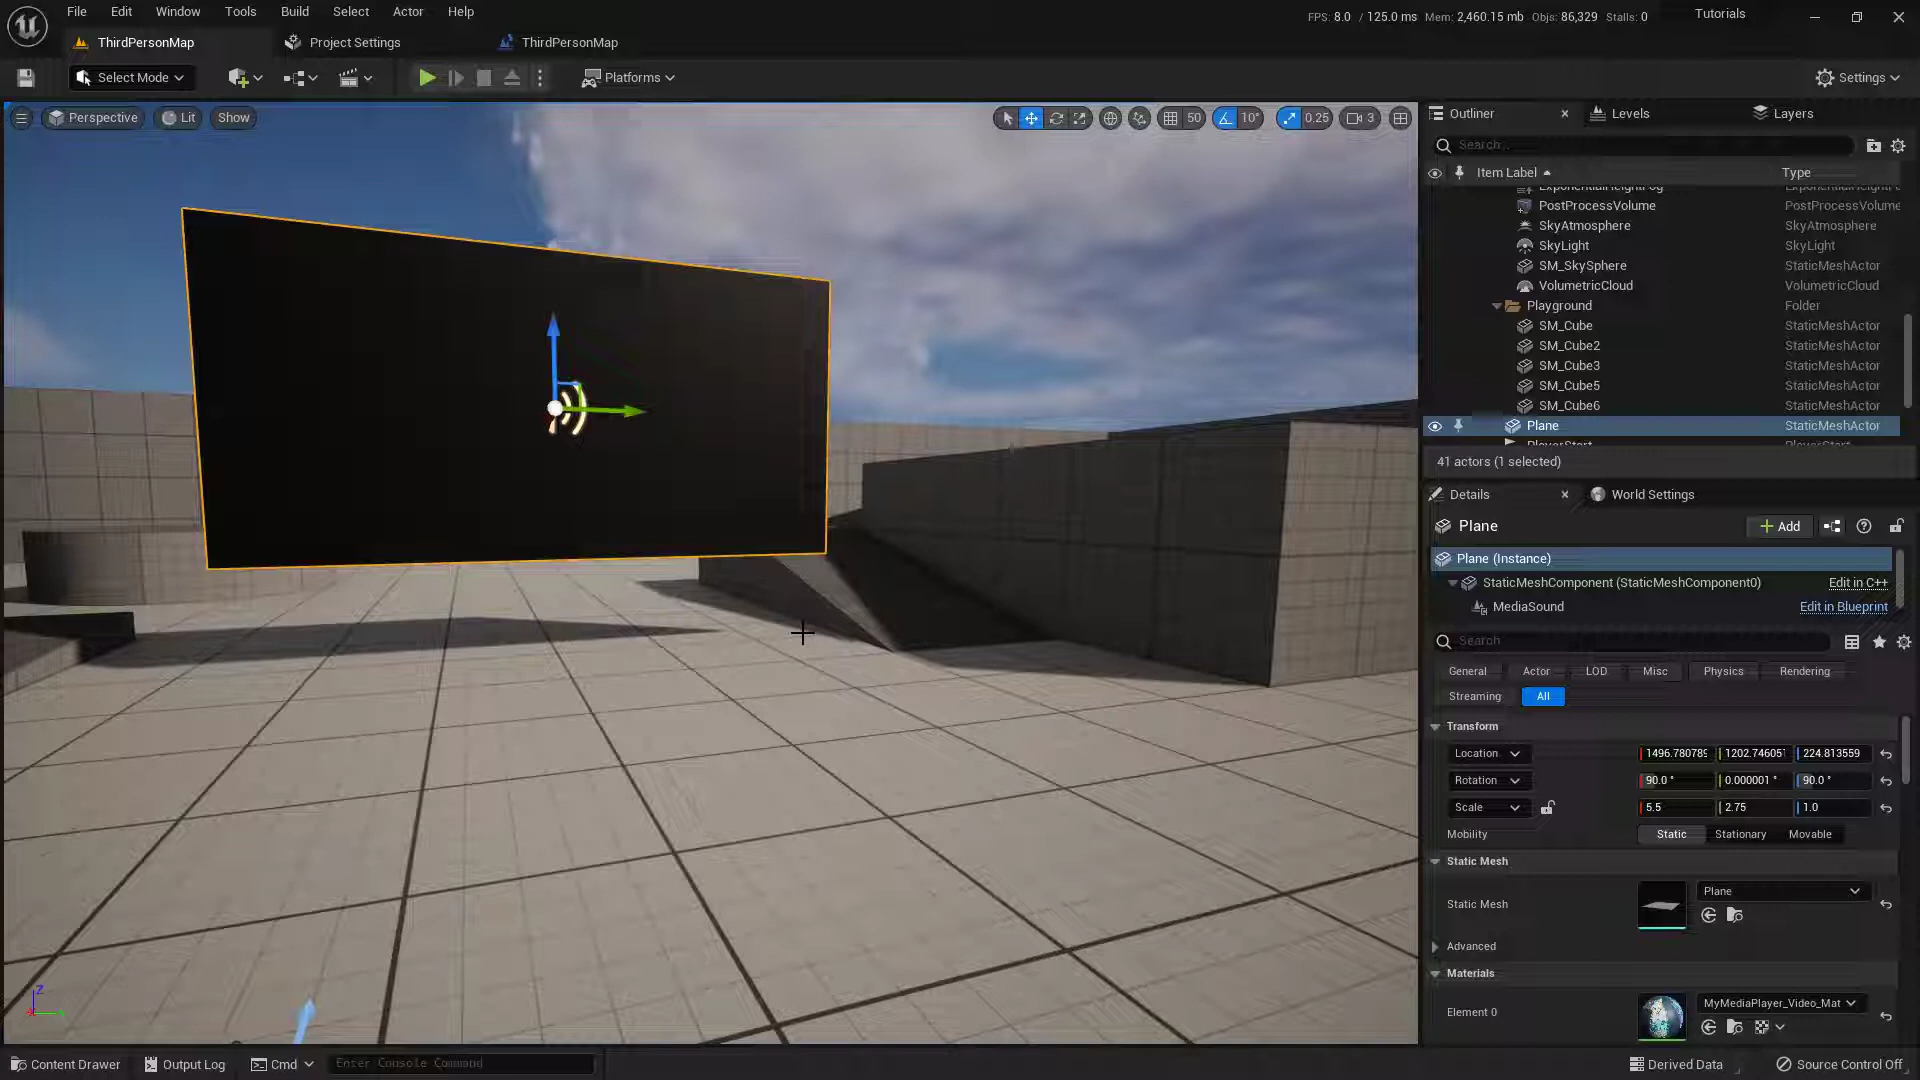 File Edit Window Tools Build Select Actor Help
FPS: 8.0 / 125.0 ms Mem: 2,460.15 mb Objs: 86,329 Stalls: 0
Tutorials
ThirdPersonMap
Project Settings
ThirdPersonMap
Select Mode
Platforms
Settings
Perspective
Lit
Show
50
10°
0.25
3
Outliner
Levels
Layers
Search...
Item Label
Type
PostProcessVolume PostProcessVolume
SkyAtmosphere SkyAtmosphere
SkyLight SkyLight
SM_SkySphere StaticMeshActor
VolumetricCloud VolumetricCloud
Playground Folder
SM_Cube StaticMeshActor
SM_Cube2 StaticMeshActor
SM_Cube3 StaticMeshActor
SM_Cube5 StaticMeshActor
SM_Cube6 StaticMeshActor
Plane StaticMeshActor
41 actors (1 selected)
Details
World Settings
Plane
Add
Plane (Instance)
StaticMeshComponent (StaticMeshComponent0) Edit in C++
MediaSound Edit in Blueprint
Search
General Actor LOD Misc Physics Rendering
Streaming All
Transform
Location 1496.780789 1202.746051 224.813559
Rotation 90.0 ° 0.000001 ° 90.0 °
Scale 5.5 2.75 1.0
Mobility Static Stationary Movable
Static Mesh
Static Mesh Plane
Advanced
Materials
Element 0 MyMediaPlayer_Video_Mat
Z
Content Drawer
Output Log
Cmd
Enter Console Command
Derived Data
Source Control Off